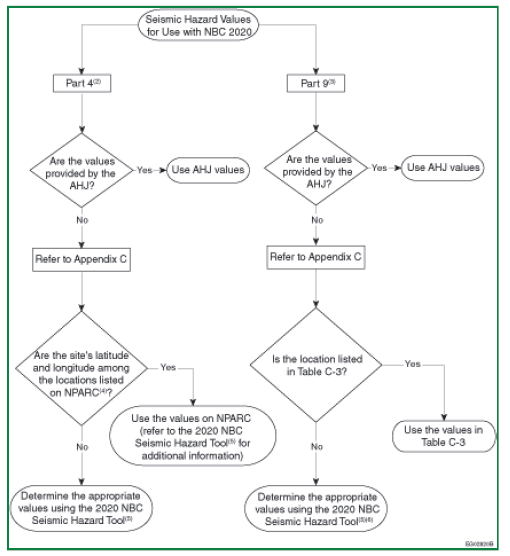 Seismic Hazard Values
for Use with NBC 2020
Part 4(2)
Part 9(3)
Are the values
provided by the
AHJ?
Yes
Use AHJ values
Are the values
provided by the
AHJ?
Yes
Use AHJ values
No
No
Refer to Appendix C
Refer to Appendix C
Are the site's latitude
and longitude among
the locations listed
on NPARC(4)?
Yes
Is the location listed
in Table C-3?
Yes
Use the values on NPARC
(refer to the 2020 NBC
Seismic Hazard Tool(5) for
additional information)
Use the values in
Table C-3
No
No
Determine the appropriate
values using the 2020 NBC
Seismic Hazard Tool(5)
Determine the appropriate
values using the 2020 NBC
Seismic Hazard Tool(5)(6)